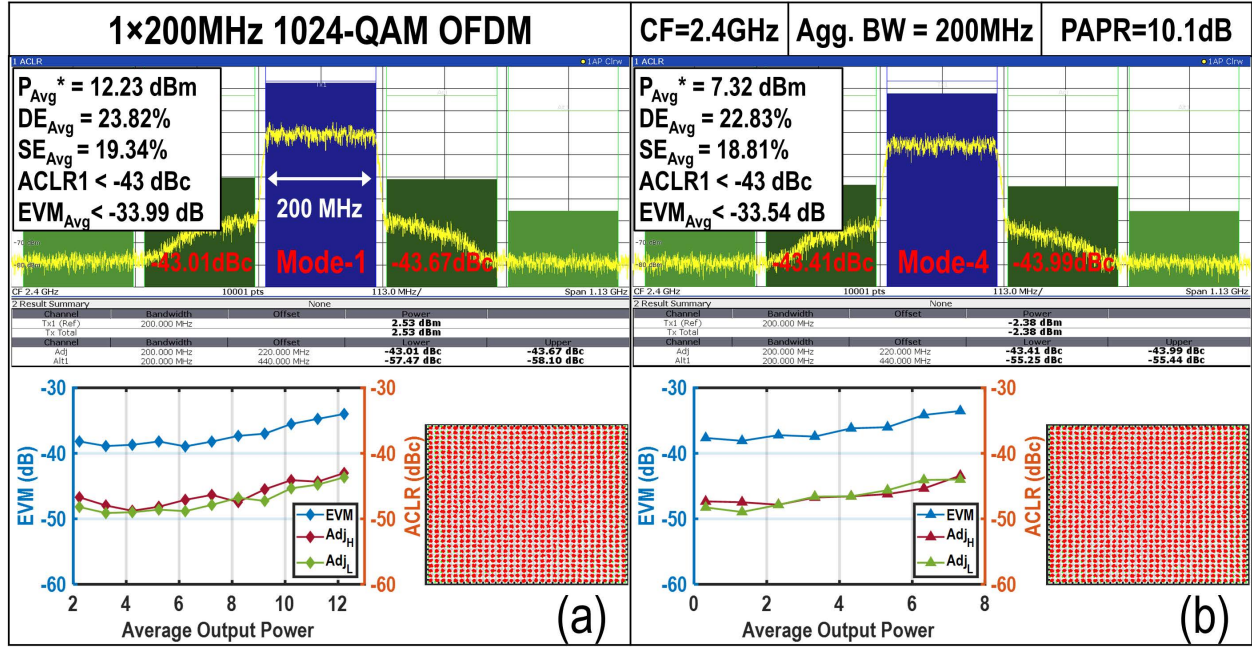 1×200MHz 1024-QAM OFDM
CF=2.4GHz
Agg. BW = 200MHz
PAPR=10.1dB
1 ACLR
1AP Clrw
PAvg* = 12.23 dBm
DEAvg = 23.82%
SEAvg = 19.34%
ACLR1 < -43 dBc
EVMAvg< -33.99 dB
Tx1
200 MHz
-70 dBm
-80 dBm
-43.01dBc
Mode-1
-43.67dBc
CF 2.4 GHz 10001 pts 113.0 MHz/ Span 1.13 GHz
2 Result Summary None
Channel Bandwidth Offset Power
Tx1 (Ref) 200.000 MHz 2.53 dBm
Tx Total 2.53 dBm
Channel Bandwidth Offset Lower Upper
Adj 200.000 MHz 220.000 MHz -43.01 dBc -43.67 dBc
Alt1 200.000 MHz 440.000 MHz -57.47 dBc -58.10 dBc
EVM (dB)
-30
-40
-50
-60
-30
-40
-50
-60
ACLR (dBc)
EVM
AdjH
AdjL
2 4 6 8 10 12
Average Output Power
(a)
1 ACLR
1AP Clrw
PAvg* = 7.32 dBm
DEAvg = 22.83%
SEAvg = 18.81%
ACLR1 < -43 dBc
EVMAvg< -33.54 dB
-70 dBm
-80 dBm
-43.41dBc
Mode-4
-43.99dBc
CF 2.4 GHz 10001 pts 113.0 MHz/ Span 1.13 GHz
2 Result Summary None
Channel Bandwidth Offset Power
Tx1 (Ref) 200.000 MHz -2.38 dBm
Tx Total -2.38 dBm
Channel Bandwidth Offset Lower Upper
Adj 200.000 MHz 220.000 MHz -43.41 dBc -43.99 dBc
Alt1 200.000 MHz 440.000 MHz -55.25 dBc -55.44 dBc
EVM (dB)
-30
-40
-50
-60
-30
-40
-50
-60
ACLR (dBc)
EVM
AdjH
AdjL
0 2 4 6 8
Average Output Power
(b)